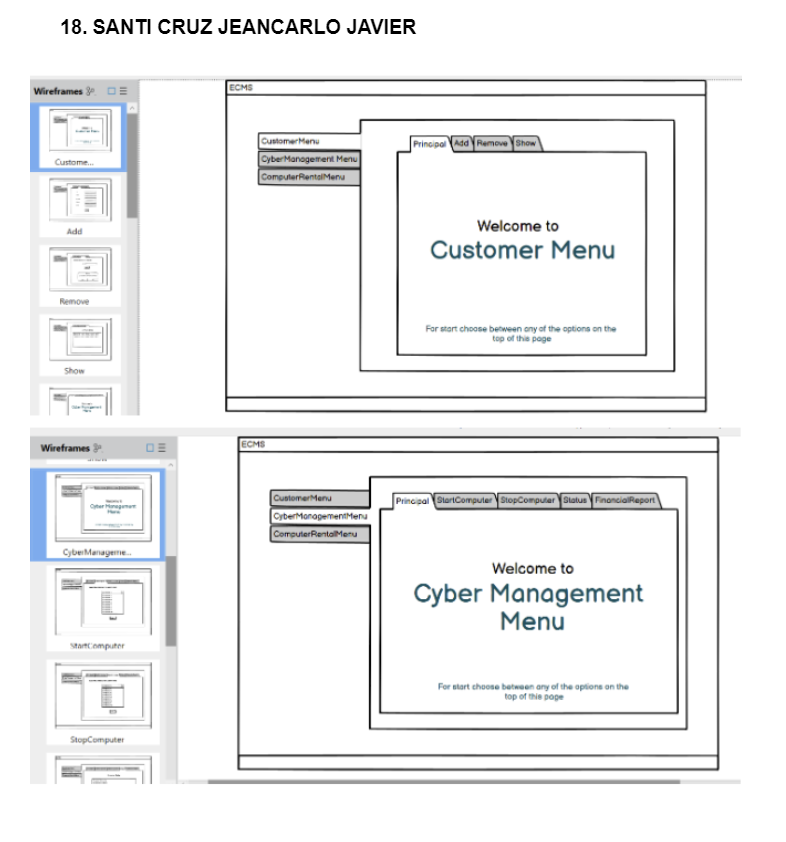 18. SANTI CRUZ JEANCARLO JAVIER
Wireframes
Custome...
Add
Remove
Show
ECMS
CustomerMenu
CyberManagement Menu
ComputerRentalMenu
Principal Add Remove Show
Welcome to
Customer Menu
For start choose between any of the options on the
top of this page
Wireframes
CyberManageme...
StartComputer
StopComputer
ECMS
CustomerMenu
CyberManagementMenu
ComputerRentalMenu
Principal StartComputer StopComputer Status FinancialReport
Welcome to
Cyber Management
Menu
For start choose between any of the options on the
top of this page